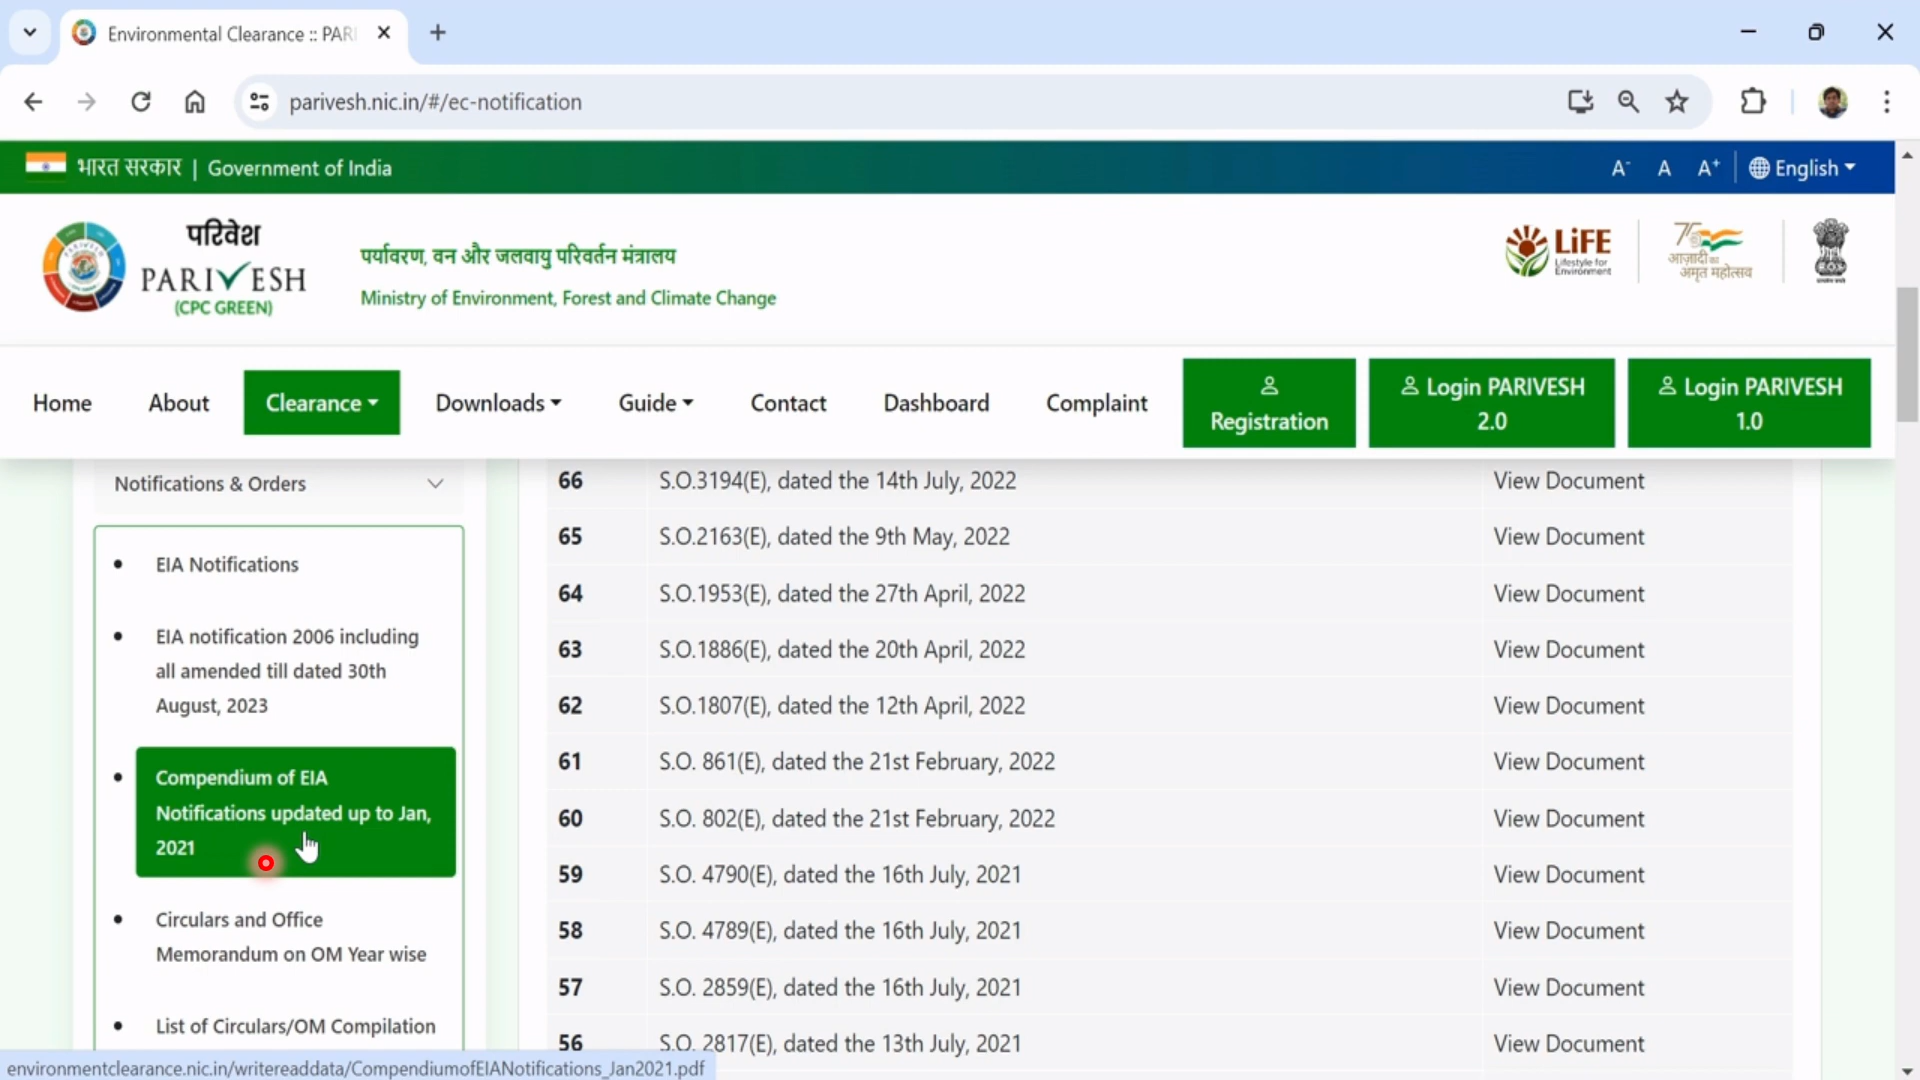 Environmental Clearance :: PARI
parivesh.nic.in/#/ec-notification
भारत सरकार | Government of India
A- A A+ English
परिवेश
PARIVESH
(CPC GREEN)
पर्यावरण, वन और जलवायु परिवर्तन मंत्रालय
Ministry of Environment, Forest and Climate Change
LiFE
Lifestyle for
Environment
75
आज़ादी का
अमृत महोत्सव
Home About Clearance Downloads Guide Contact Dashboard Complaint
Registration
Login PARIVESH
2.0
Login PARIVESH
1.0
Notifications & Orders
EIA Notifications
EIA notification 2006 including
all amended till dated 30th
August, 2023
Compendium of EIA
Notifications updated up to Jan,
2021
Circulars and Office
Memorandum on OM Year wise
List of Circulars/OM Compilation
66 S.O.3194(E), dated the 14th July, 2022 View Document
65 S.O.2163(E), dated the 9th May, 2022 View Document
64 S.O.1953(E), dated the 27th April, 2022 View Document
63 S.O.1886(E), dated the 20th April, 2022 View Document
62 S.O.1807(E), dated the 12th April, 2022 View Document
61 S.O. 861(E), dated the 21st February, 2022 View Document
60 S.O. 802(E), dated the 21st February, 2022 View Document
59 S.O. 4790(E), dated the 16th July, 2021 View Document
58 S.O. 4789(E), dated the 16th July, 2021 View Document
57 S.O. 2859(E), dated the 16th July, 2021 View Document
56 S.O. 2817(E), dated the 13th July, 2021 View Document
environmentclearance.nic.in/writereaddata/CompendiumofEIANotifications_Jan2021.pdf